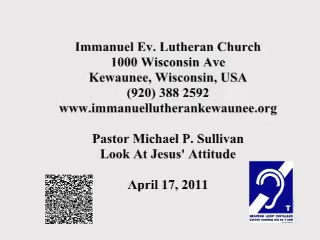 Immanuel Ev. Lutheran Church
1000 Wisconsin Ave
Kewaunee, Wisconsin, USA
(920) 388 2592
www.immanuellutherankewaunee.org
Pastor Michael P. Sullivan
Look At Jesus' Attitude
April 17, 2011
T